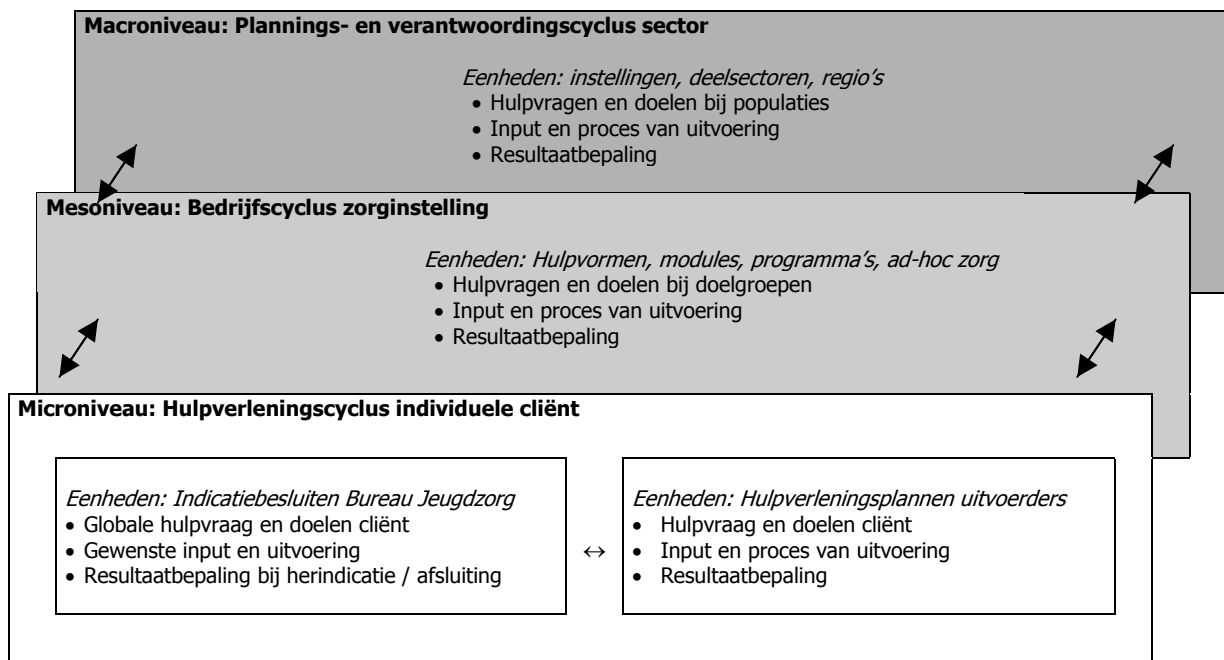 Macroniveau: Plannings- en verantwoordingscyclus sector
Eenheden: instellingen, deelsectoren, regio's
• Hulpvragen en doelen bij populaties
• Input en proces van uitvoering
• Resultaatbepaling
Mesoniveau: Bedrijfscyclus zorginstelling
Eenheden: Hulpvormen, modules, programma's, ad-hoc zorg
• Hulpvragen en doelen bij doelgroepen
• Input en proces van uitvoering
• Resultaatbepaling
Microniveau: Hulpverleningscyclus individuele cliënt
Eenheden: Indicatiebesluiten Bureau Jeugdzorg
• Globale hulpvraag en doelen cliënt
• Gewenste input en uitvoering
• Resultaatbepaling bij herindicatie / afsluiting
↔
Eenheden: Hulpverleningsplannen uitvoerders
• Hulpvraag en doelen cliënt
• Input en proces van uitvoering
• Resultaatbepaling